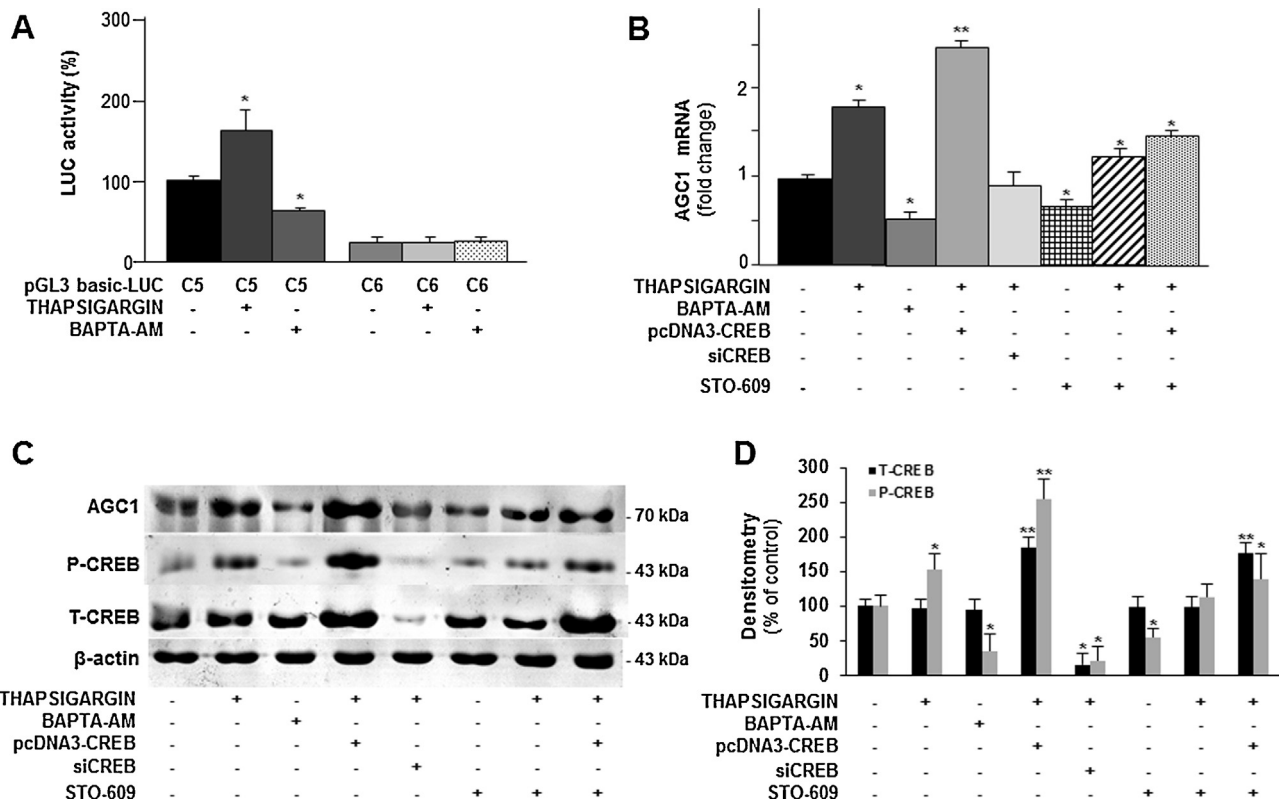 A
LUC activity (%)
300
200
100
0
*
*
pGL3 basic-LUC C5 C5 C5 C6 C6 C6
THAPSIGARGIN - + - - + -
BAPTA-AM - - + - - +
B
AGC1 mRNA
(fold change)
2
1
0
*
*
**
*
*
*
THAPSIGARGIN - + - + + - + +
BAPTA-AM - - + - - - - -
pcDNA3-CREB - - - + - - - +
siCREB - - - - + - - -
STO-609 - - - - - + + +
C
AGC1 - 70 kDa
P-CREB - 43 kDa
T-CREB - 43 kDa
β-actin - 43 kDa
THAPSIGARGIN - + - + + - + +
BAPTA-AM - - + - - - - -
pcDNA3-CREB - - - + - - - +
siCREB - - - - + - - -
STO-609 - - - - - + + +
D
Densitometry
(% of control)
300
250
200
150
100
50
0
T-CREB
P-CREB
*
*
**
**
*
*
*
**
*
THAPSIGARGIN - + - + + - + +
BAPTA-AM - - + - - - - -
pcDNA3-CREB - - - + - - - +
siCREB - - - - + - - -
STO-609 - - - - - + + +